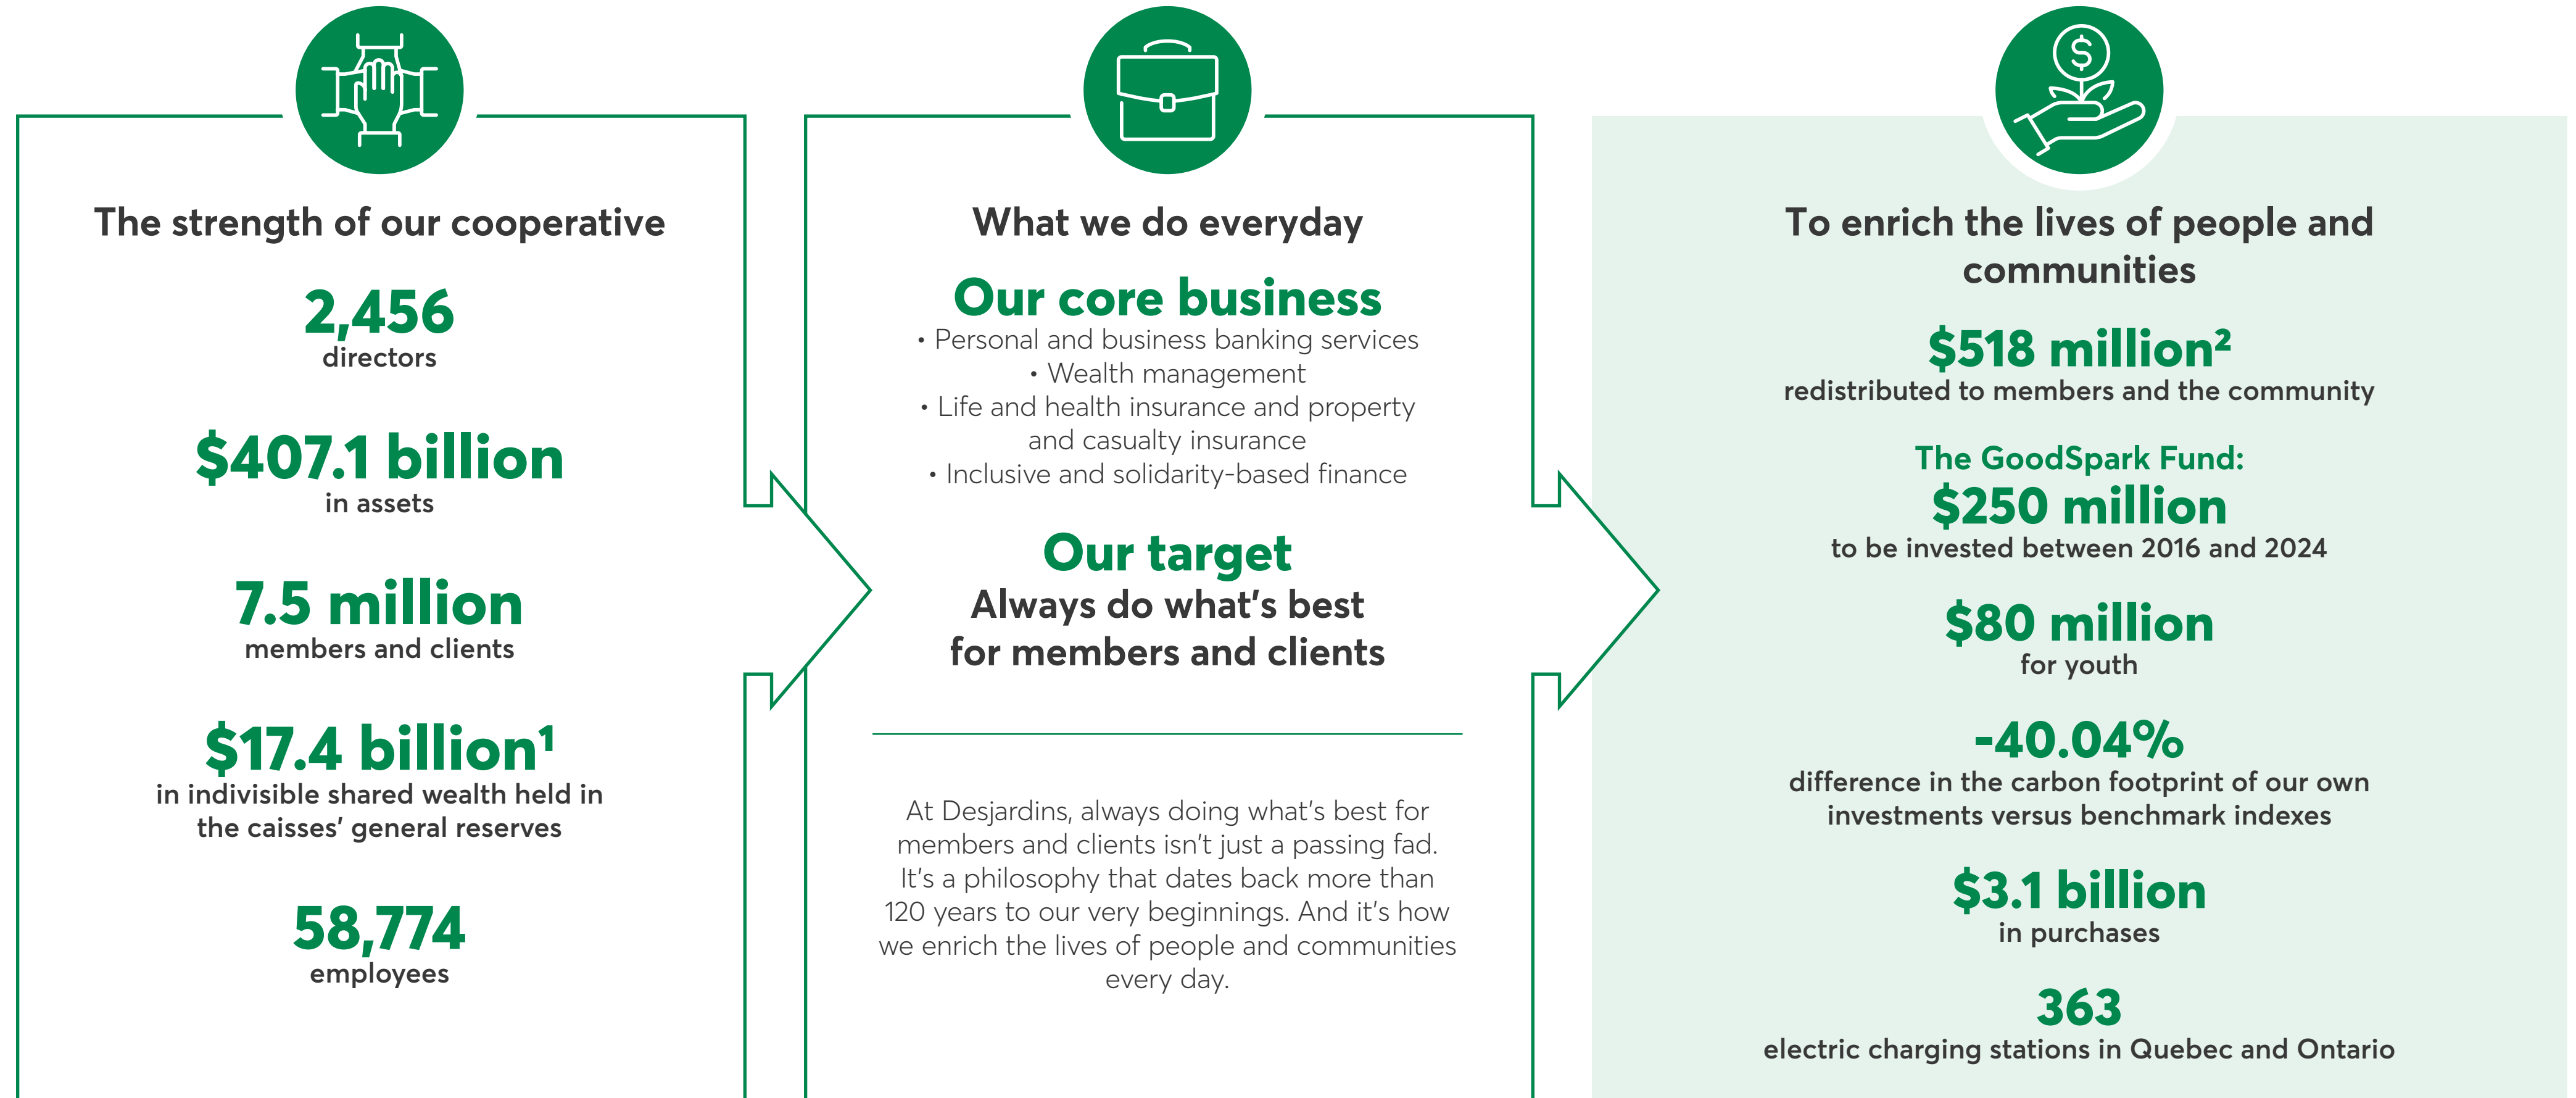 The strength of our cooperative
2,456
directors
$407.1 billion
in assets
7.5 million
members and clients
$17.4 billion¹
in indivisible shared wealth held in
the caisses' general reserves
58,774
employees
What we do everyday
Our core business
• Personal and business banking services
• Wealth management
• Life and health insurance and property
and casualty insurance
• Inclusive and solidarity-based finance
Our target
Always do what's best
for members and clients
At Desjardins, always doing what's best for
members and clients isn't just a passing fad.
It's a philosophy that dates back more than
120 years to our very beginnings. And it's how
we enrich the lives of people and communities
every day.
$
To enrich the lives of people and
communities
$518 million²
redistributed to members and the community
The GoodSpark Fund:
$250 million
to be invested between 2016 and 2024
$80 million
for youth
-40.04%
difference in the carbon footprint of our own
investments versus benchmark indexes
$3.1 billion
in purchases
363
electric charging stations in Quebec and Ontario